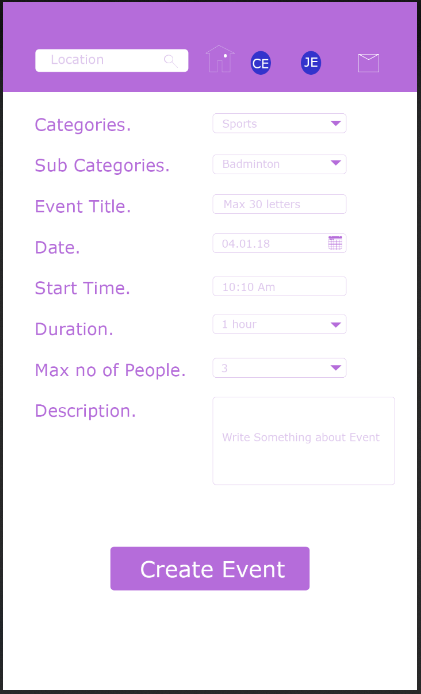 Location
CE
JE
Categories. Sports
Sub Categories. Badminton
Event Title. Max 30 letters
Date. 04.01.18
Start Time. 10:10 Am
Duration. 1 hour
Max no of People. 3
Description. Write Something about Event
Create Event